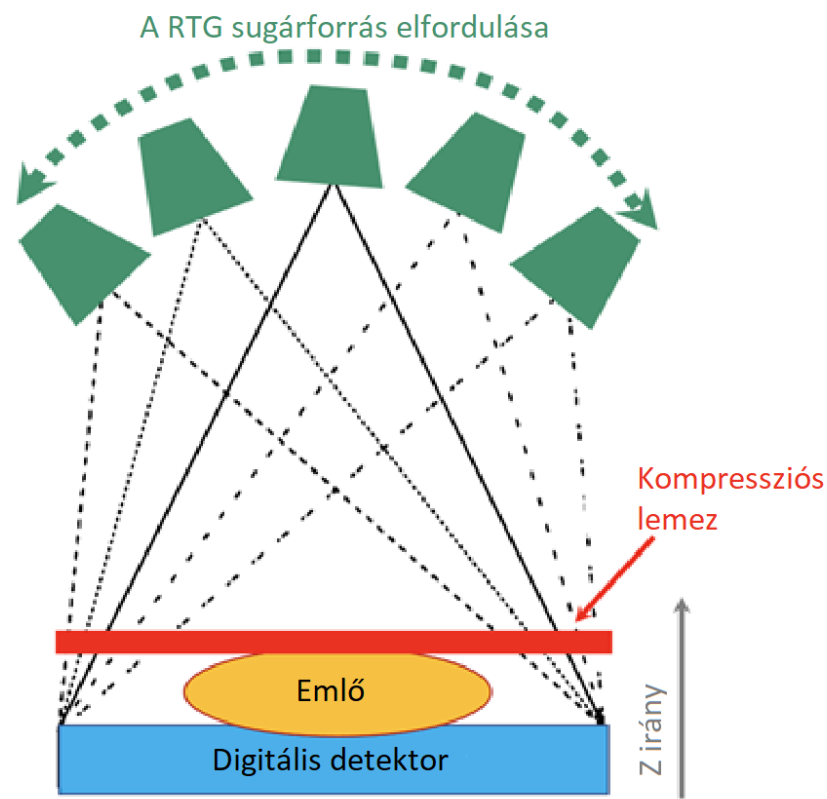 A RTG sugárforrás elfordulása
Kompressziós
lemez
Emlő
Z irány
Digitális detektor